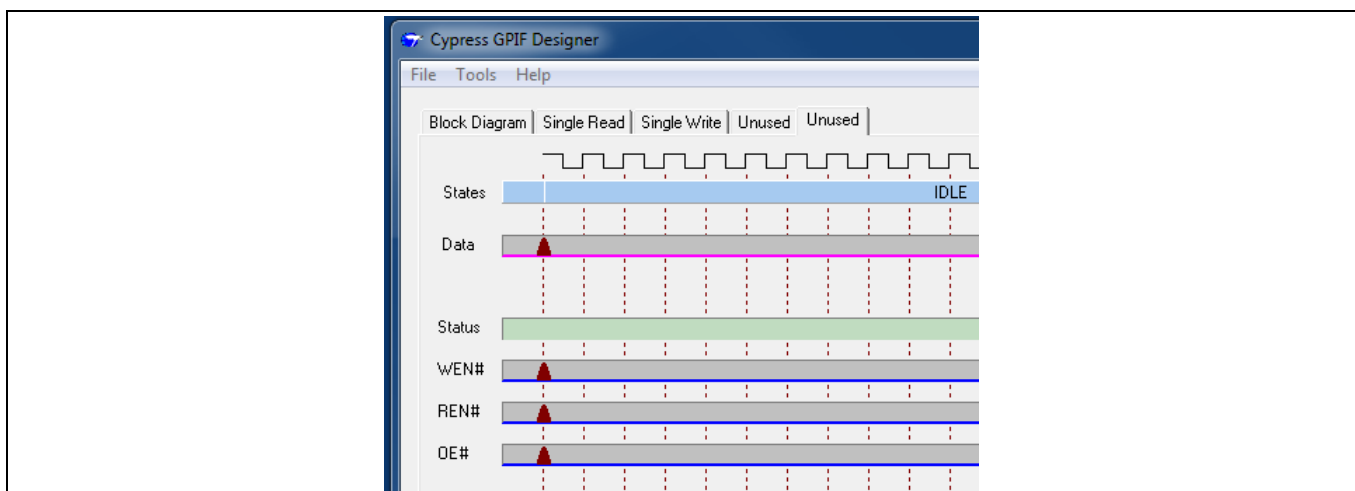 Cypress GPIF Designer
File Tools Help
Block Diagram Single Read Single Write Unused Unused
States IDLE
Data
Status
WEN#
REN#
OE#